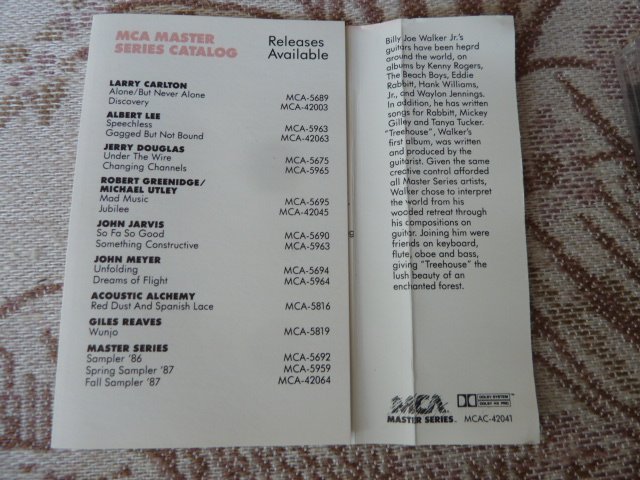 MCA MASTER
SERIES CATALOG
Releases
Available
LARRY CARLTON
Alone/But Never Alone MCA-5689
Discovery MCA-42003
ALBERT LEE
Speechless MCA-5963
Gagged But Not Bound MCA-42063
JERRY DOUGLAS
Under The Wire MCA-5675
Changing Channels MCA-5965
ROBERT GREENIDGE/
MICHAEL UTLEY
Mad Music MCA-5695
Jubilee MCA-42045
JOHN JARVIS
So Fa So Good MCA-5690
Something Constructive MCA-5963
JOHN MEYER
Unfolding MCA-5694
Dreams of Flight MCA-5964
ACOUSTIC ALCHEMY
Red Dust And Spanish Lace MCA-5816
GILES REAVES
Wunjo MCA-5819
MASTER SERIES
Sampler '86 MCA-5692
Spring Sampler '87 MCA-5959
Fall Sampler '87 MCA-42064
Billy Joe Walker Jr.'s
guitars have been heard
around the world, on
albums by Kenny Rogers,
The Beach Boys, Eddie
Rabbitt, Hank Williams,
Jr., and Waylon Jennings.
In addition, he has written
songs for Rabbitt, Mickey
Gilley and Tanya Tucker.
"Treehouse", Walker's
first album, was written
and produced by the
guitarist. Given the same
creative control afforded
all Master Series artists,
Walker chose to interpret
the world from his
wooded retreat through
his compositions on
guitar. Joining him were
friends on keyboard,
flute, oboe and bass,
giving "Treehouse" the
lush beauty of an
enchanted forest.
MCA
MASTER SERIES
DOLBY SYSTEM
DOLBY HX PRO
MCAC-42041